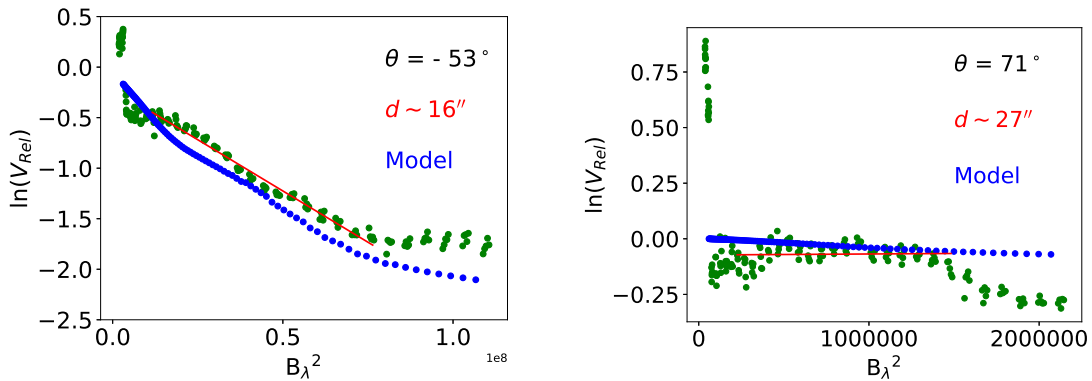 0.5
0.0
−0.5
−1.0
−1.5
−2.0
−2.5
ln(V_Rel)
θ = - 53°
d ~ 16″
Model
0.0 0.5 1.0
1e8
B_λ²
0.75
0.50
0.25
0.00
−0.25
ln(V_Rel)
θ = 71°
d ~ 27″
Model
0 1000000 2000000
B_λ²